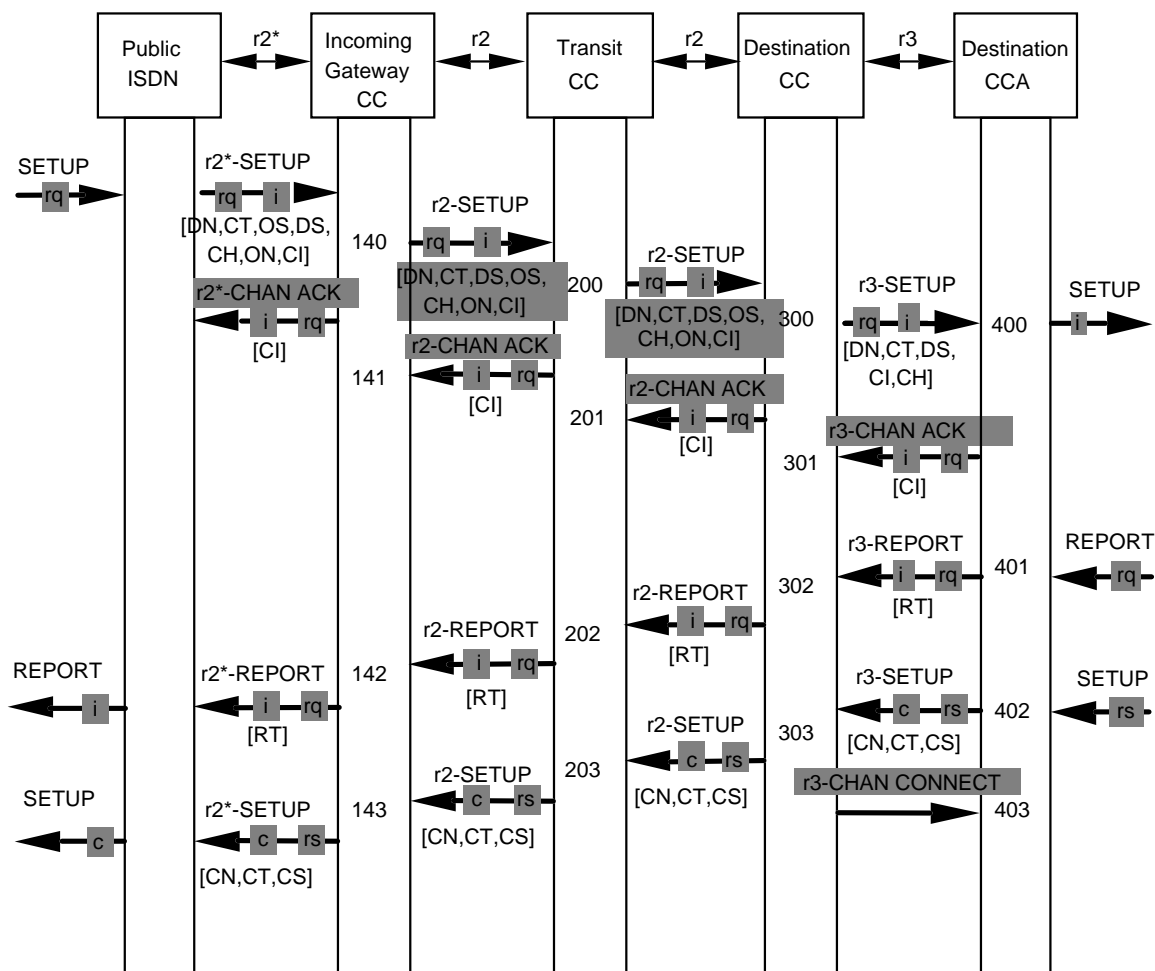 Public
ISDN
r2*
Incoming
Gateway
CC
r2
Transit
CC
r2
Destination
CC
r3
Destination
CCA
SETUP
rq
r2*-SETUP
rq i
[DN,CT,OS,DS,
CH,ON,CI]
140
r2-SETUP
rq i
[DN,CT,DS,OS,
CH,ON,CI]
200
r2-SETUP
rq i
[DN,CT,DS,OS,
CH,ON,CI]
300
r3-SETUP
rq i
[DN,CT,DS,
CI,CH]
400
SETUP
i
r2*-CHAN ACK
i rq
[CI]
141
r2-CHAN ACK
i rq
[CI]
201
r2-CHAN ACK
i rq
[CI]
301
r3-CHAN ACK
i rq
[CI]
r3-REPORT
i rq
[RT]
401
REPORT
rq
302
r2-REPORT
i rq
[RT]
202
r2-REPORT
i rq
[RT]
142
r2*-REPORT
i rq
[RT]
REPORT
i
r3-SETUP
c rs
[CN,CT,CS]
402
SETUP
rs
303
r2-SETUP
c rs
[CN,CT,CS]
203
r2-SETUP
c rs
[CN,CT,CS]
143
r2*-SETUP
c rs
[CN,CT,CS]
SETUP
c
r3-CHAN CONNECT
403